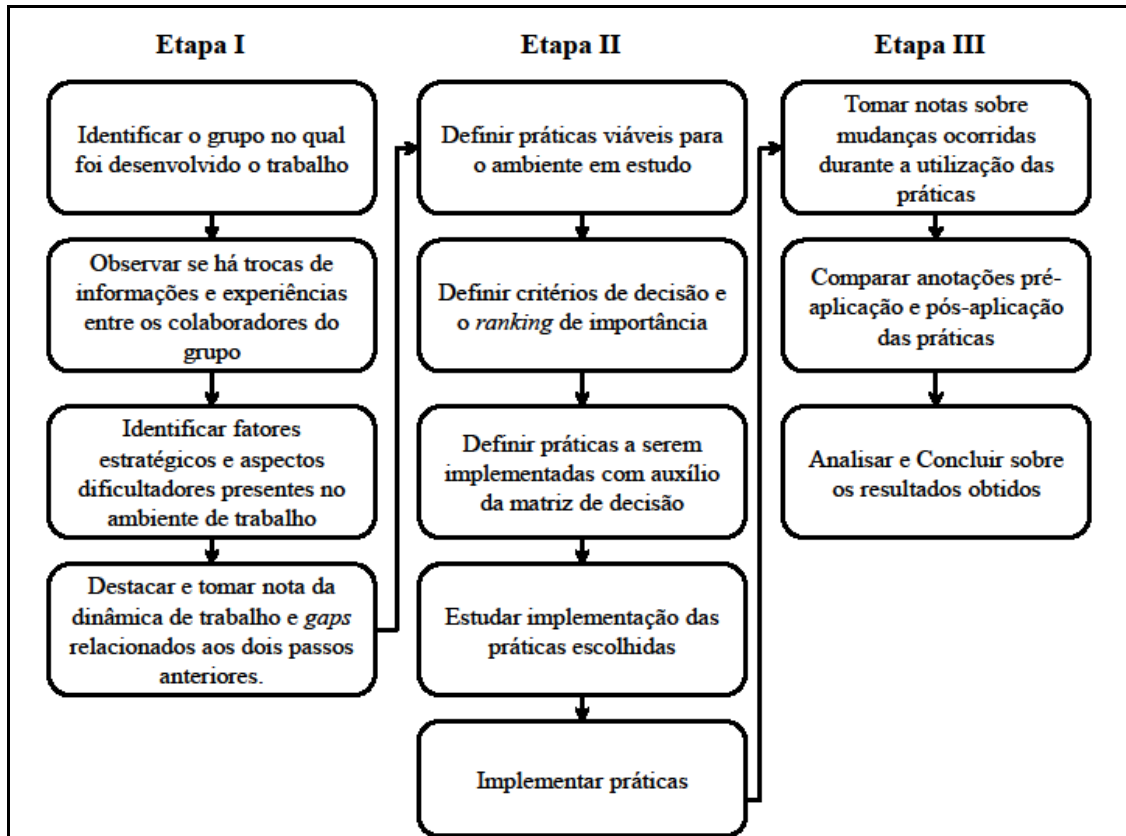 Etapa I
Identificar o grupo no qual
foi desenvolvido o trabalho
Observar se há trocas de
informações e experiências
entre os colaboradores do
grupo
Identificar fatores
estratégicos e aspectos
dificultadores presentes no
ambiente de trabalho
Destacar e tomar nota da
dinâmica de trabalho e gaps
relacionados aos dois passos
anteriores.
Etapa II
Definir práticas viáveis para
o ambiente em estudo
Definir critérios de decisão e
o ranking de importância
Definir práticas a serem
implementadas com auxílio
da matriz de decisão
Estudar implementação das
práticas escolhidas
Implementar práticas
Etapa III
Tomar notas sobre
mudanças ocorridas
durante a utilização das
práticas
Comparar anotações pré-
aplicação e pós-aplicação
das práticas
Analisar e Concluir sobre
os resultados obtidos